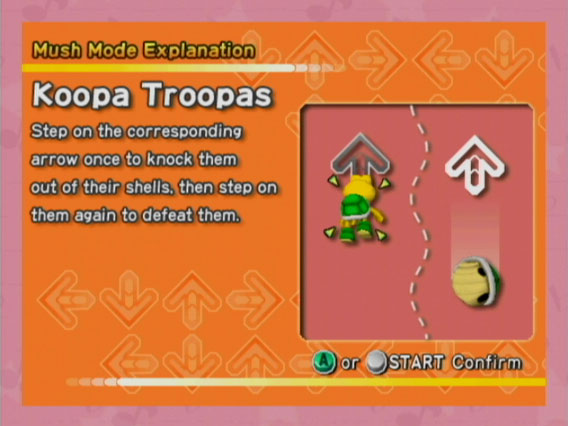 Mush Mode Explanation
Koopa Troopas
Step on the corresponding
arrow once to knock them
out of their shells, then step on
them again to defeat them.
A or START Confirm